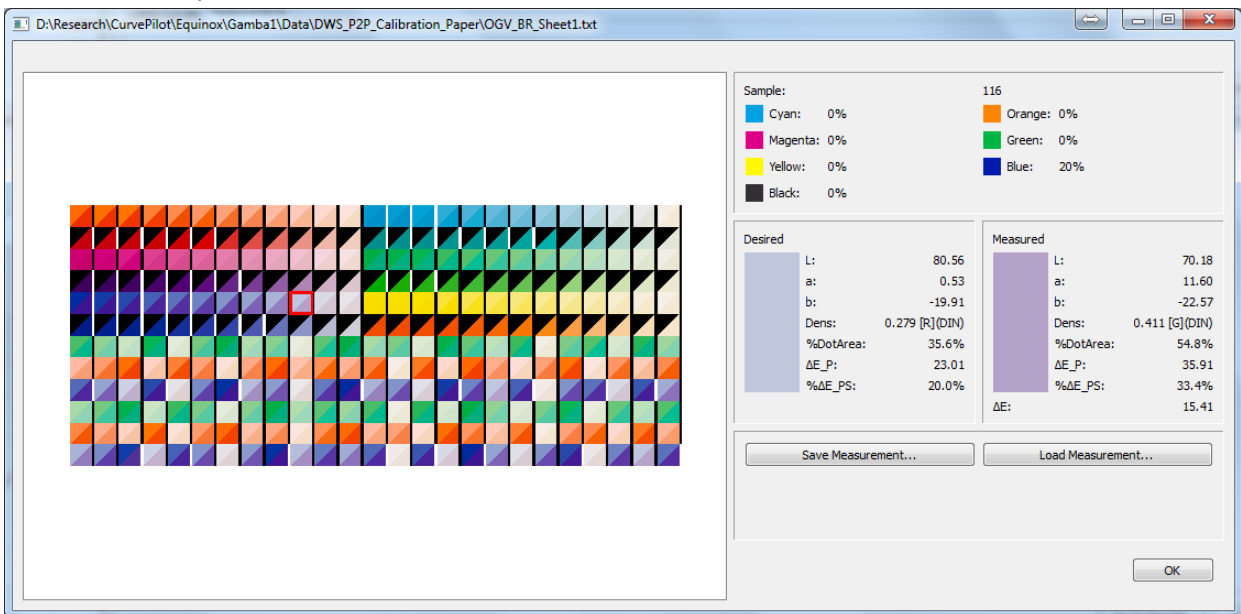 D:\Research\CurvePilot\Equinox\Gamba1\Data\DWS_P2P_Calibration_Paper\OGV_BR_Sheet1.txt
Sample: 116
Cyan: 0% Orange: 0%
Magenta: 0% Green: 0%
Yellow: 0% Blue: 20%
Black: 0%
Desired Measured
L: 80.56 L: 70.18
a: 0.53 a: 11.60
b: -19.91 b: -22.57
Dens: 0.279 [R](DIN) Dens: 0.411 [G](DIN)
%DotArea: 35.6% %DotArea: 54.8%
ΔE_P: 23.01 ΔE_P: 35.91
%ΔE_PS: 20.0% %ΔE_PS: 33.4%
ΔE: 15.41
Save Measurement... Load Measurement...
OK